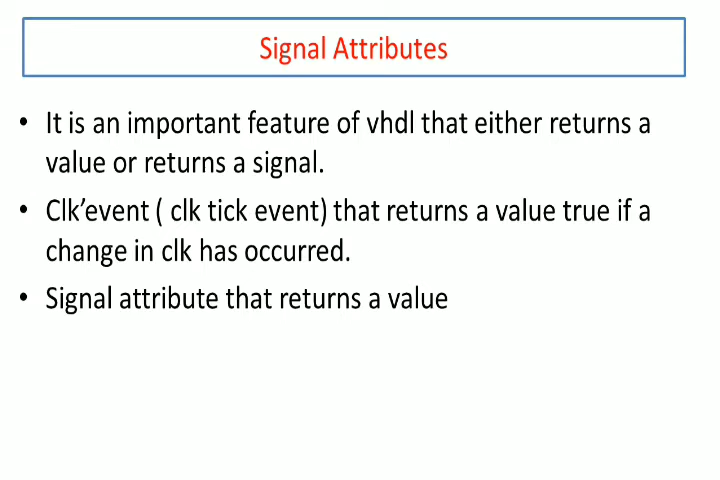 Signal Attributes
• It is an important feature of vhdl that either returns a
value or returns a signal.
• Clk’event ( clk tick event) that returns a value true if a
change in clk has occurred.
• Signal attribute that returns a value